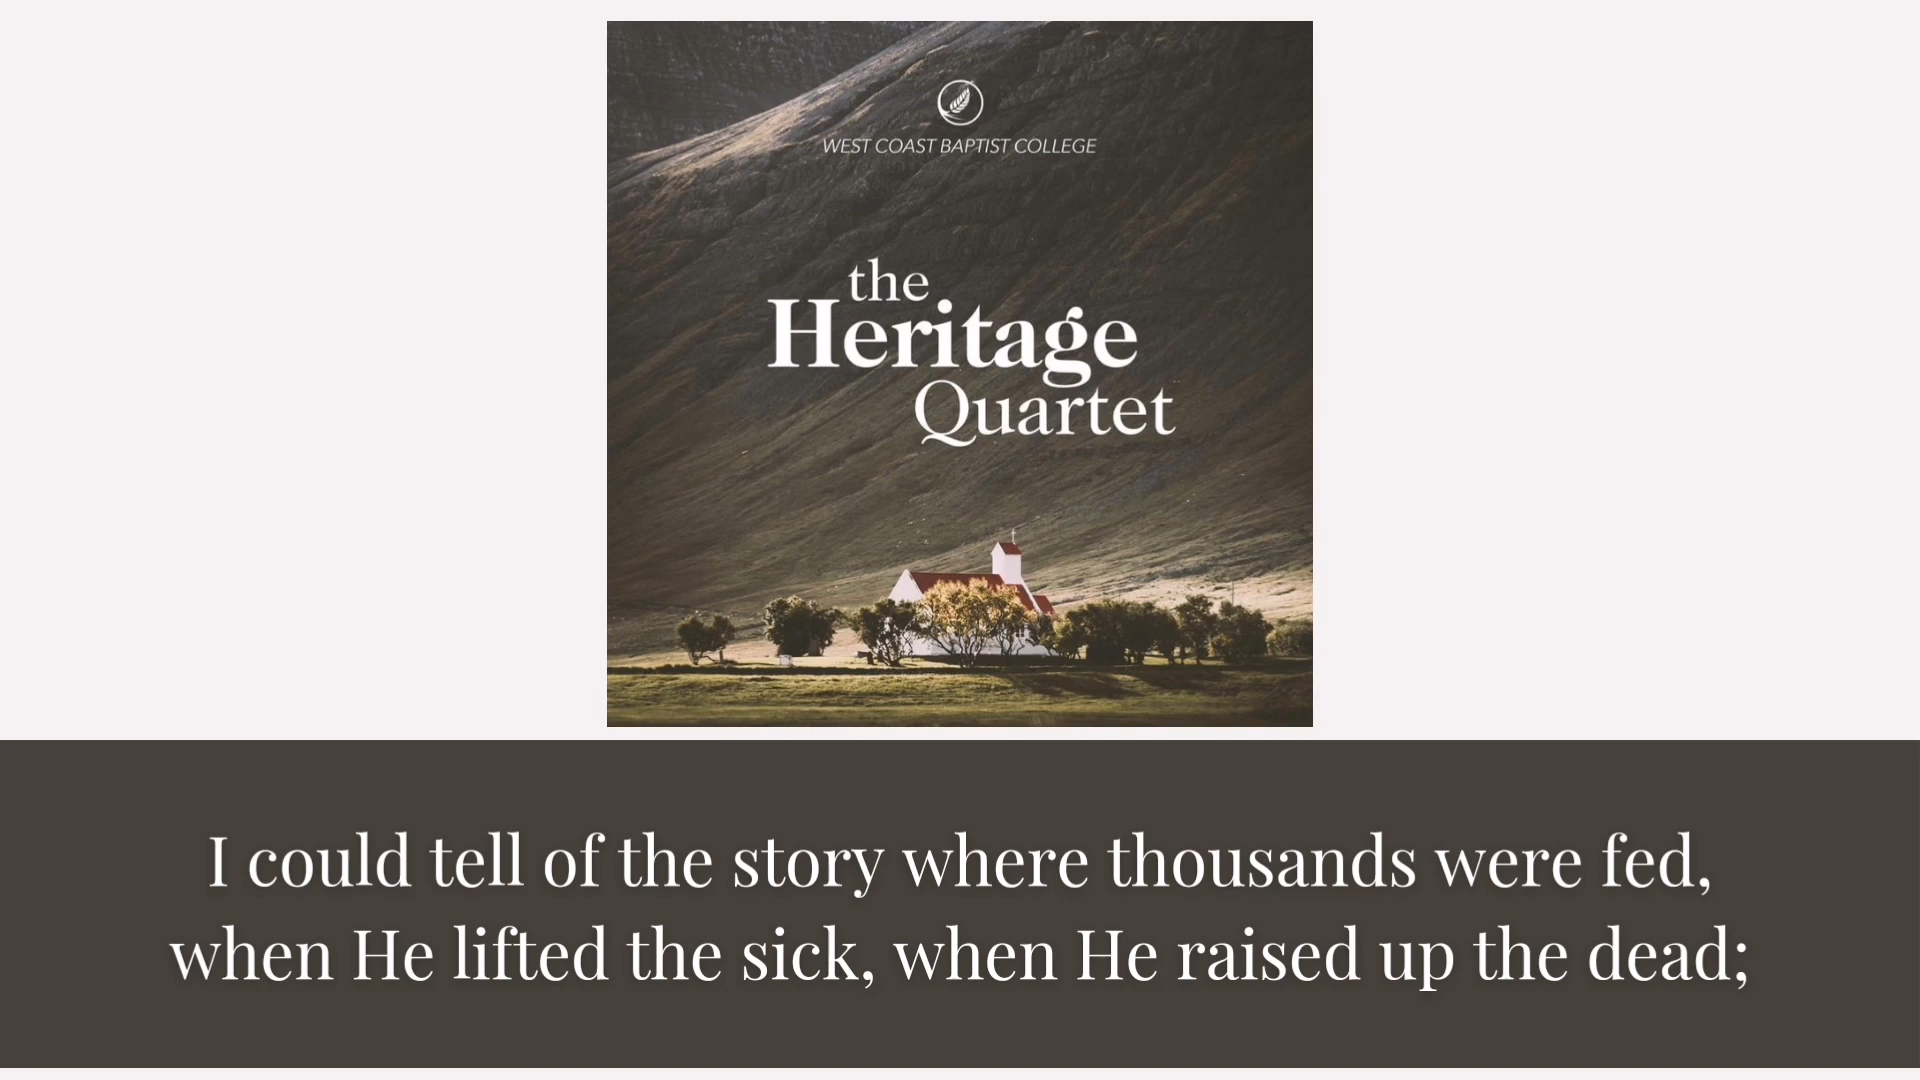 WEST COAST BAPTIST COLLEGE
the
Heritage
Quartet
I could tell of the story where thousands were fed,
when He lifted the sick, when He raised up the dead;